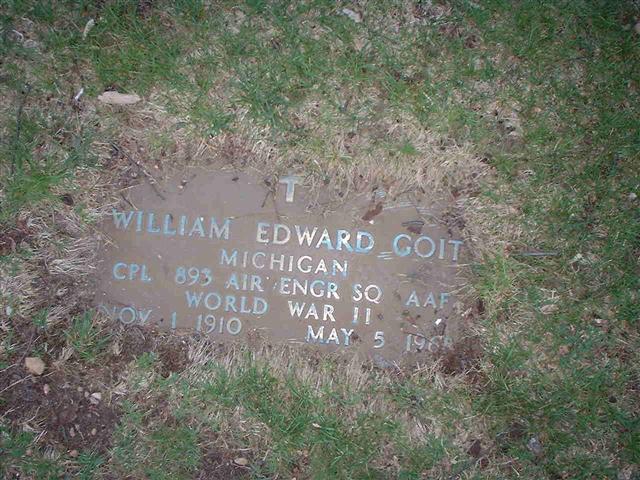 WILLIAM EDWARD GOIT
MICHIGAN
CPL 893 AIR ENGR SQ AAF
WORLD WAR II
NOV 1 1910 MAY 5